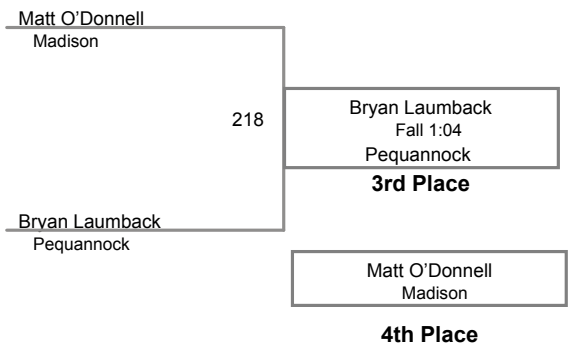 Matt O'Donnell
Madison
218
Bryan Laumback
Fall 1:04
Pequannock
3rd Place
Bryan Laumback
Pequannock
Matt O'Donnell
Madison
4th Place